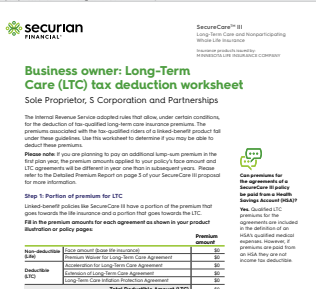 securian
FINANCIAL
SecureCare™ III
Long-Term Care and Nonparticipating
Whole Life Insurance
Insurance products issued by:
MINNESOTA LIFE INSURANCE COMPANY
Business owner: Long-Term
Care (LTC) tax deduction worksheet
Sole Proprietor, S Corporation and Partnerships
The Internal Revenue Service adopted rules that allow, under certain conditions,
for the deduction of tax-qualified long-term care insurance premiums. The
premiums associated with the tax-qualified riders of a linked-benefit product fall
under these guidelines. Use this worksheet to determine if you may be able to
deduct these premiums.
Please note: If you are planning to pay an additional lump-sum premium in the
first plan year, the premium amounts applied to your policy's face amount and
LTC agreements will be different in year one than in subsequent years. Please
refer to the Detailed Premium Report on page 5 of your SecureCare III proposal
for more information.
Step 1: Portion of premium for LTC
Linked-benefit policies like SecureCare III have a portion of the premium that
goes towards the life insurance and a portion that goes towards the LTC.
Fill in the premium amounts for each agreement as shown in your product
illustration or policy pages:
Premium
amount
Non-deductible
(Life)
Face amount (base life insurance) $0
Premium Waiver for Long-Term Care Agreement $0
Deductible
(LTC)
Acceleration for Long-Term Care Agreement $0
Extension of Long-Term Care Agreement $0
Long-Term Care Inflation Protection Agreement $0
Total Deductible Amount (LTC) $0
Can premiums for
the agreements of a
SecureCare III policy
be paid from a Health
Savings Account (HSA)?
Yes. Qualified LTC
premiums for the
agreements are included
in the definition of an
HSA's qualified medical
expenses. However, if
premiums are paid from
an HSA they are not
income tax deductible.